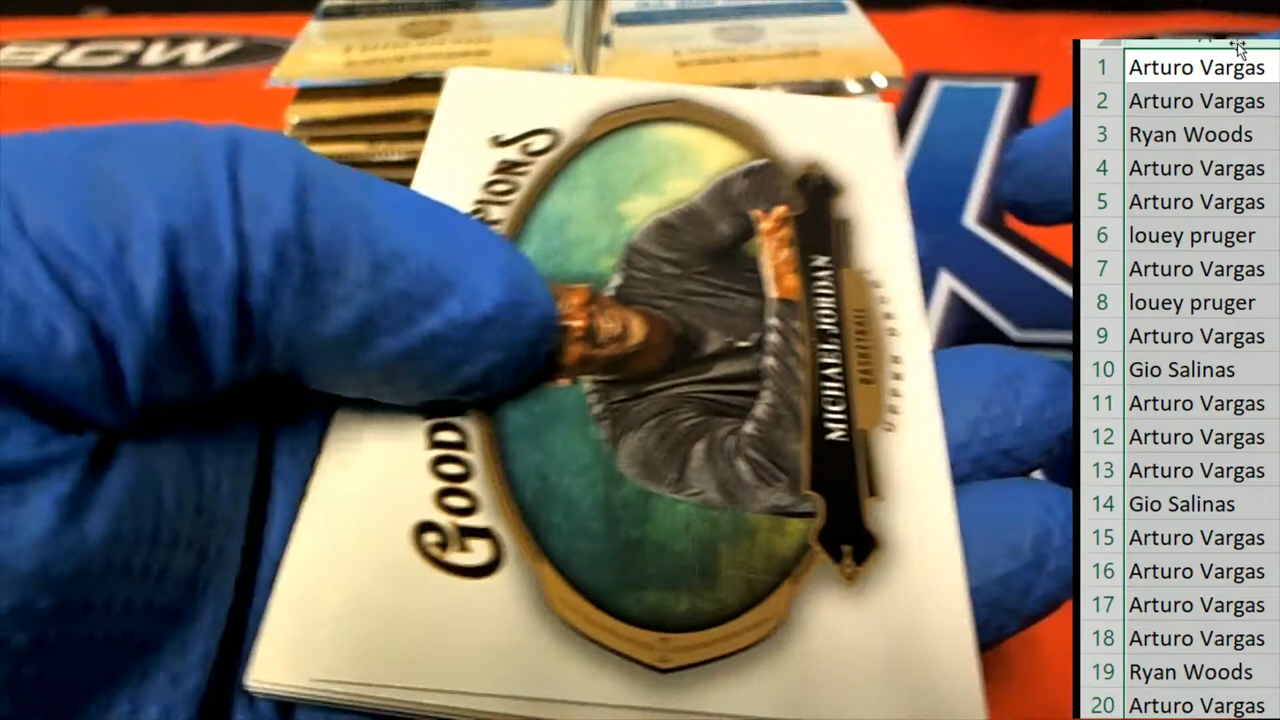 BCW
GOOD
PIONS
MICHAEL JORDAN
BASKETBALL
1 Arturo Vargas
2 Arturo Vargas
3 Ryan Woods
4 Arturo Vargas
5 Arturo Vargas
6 louey pruger
7 Arturo Vargas
8 louey pruger
9 Arturo Vargas
10 Gio Salinas
11 Arturo Vargas
12 Arturo Vargas
13 Arturo Vargas
14 Gio Salinas
15 Arturo Vargas
16 Arturo Vargas
17 Arturo Vargas
18 Arturo Vargas
19 Ryan Woods
20 Arturo Vargas